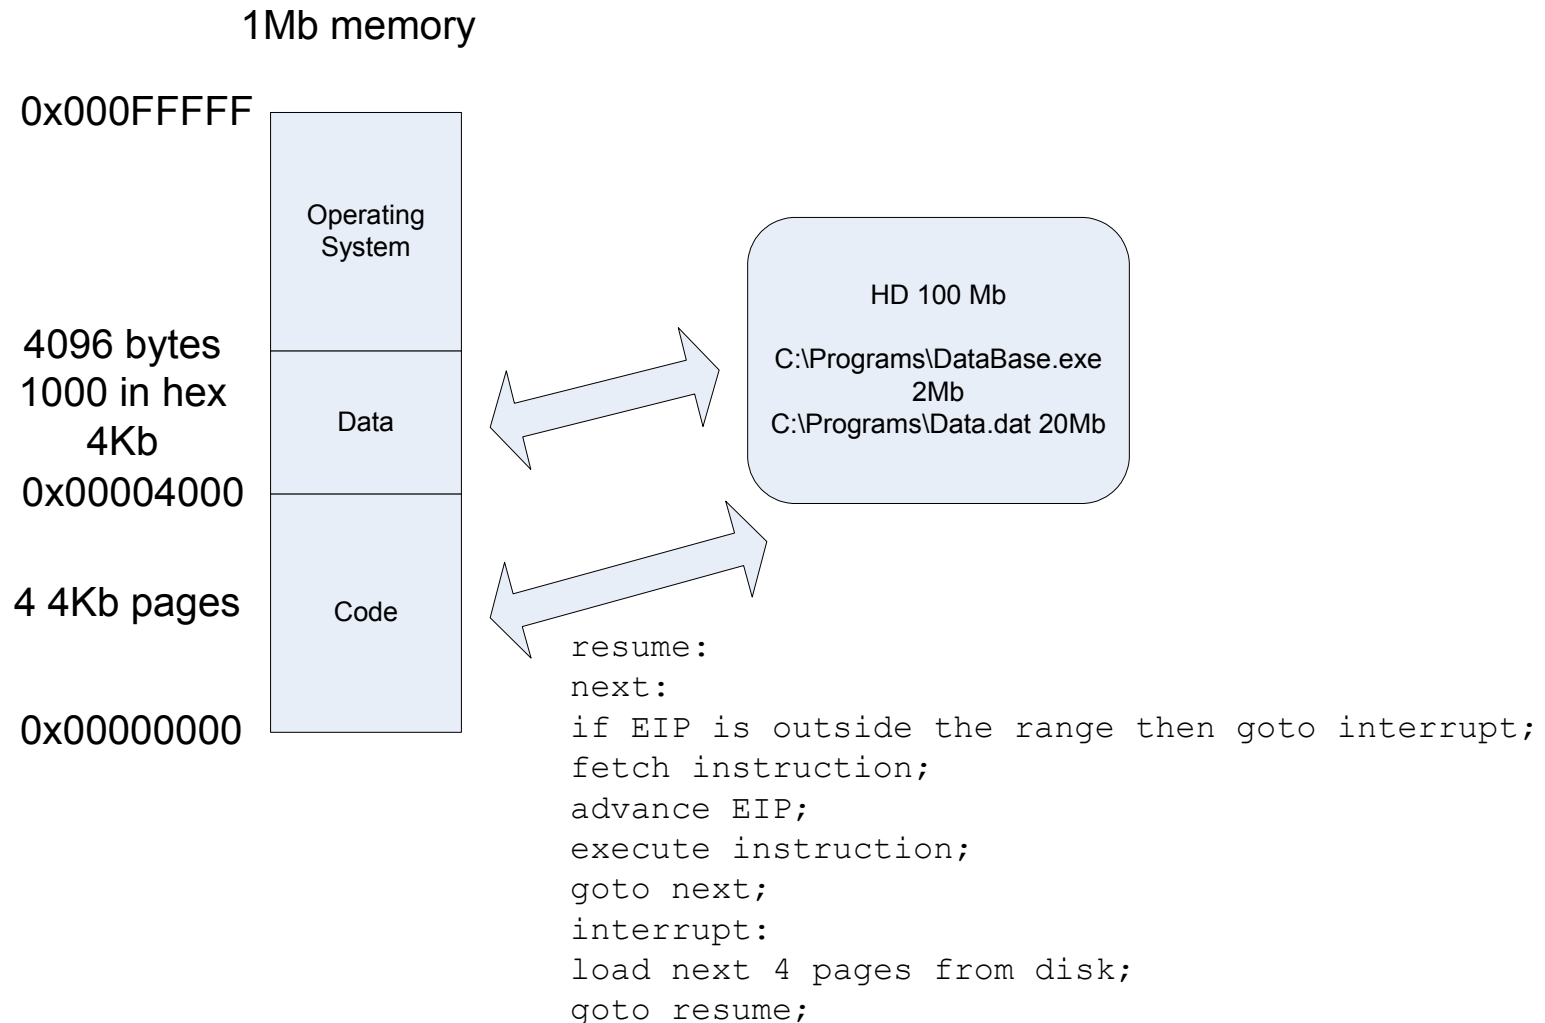 1Mb memory
0x000FFFFF
Operating
System
4096 bytes
1000 in hex
4Kb
Data
0x00004000
4 4Kb pages
Code
0x00000000
HD 100 Mb
C:\Programs\DataBase.exe
2Mb
C:\Programs\Data.dat 20Mb
resume:
next:
if EIP is outside the range then goto interrupt;
fetch instruction;
advance EIP;
execute instruction;
goto next;
interrupt:
load next 4 pages from disk;
goto resume;